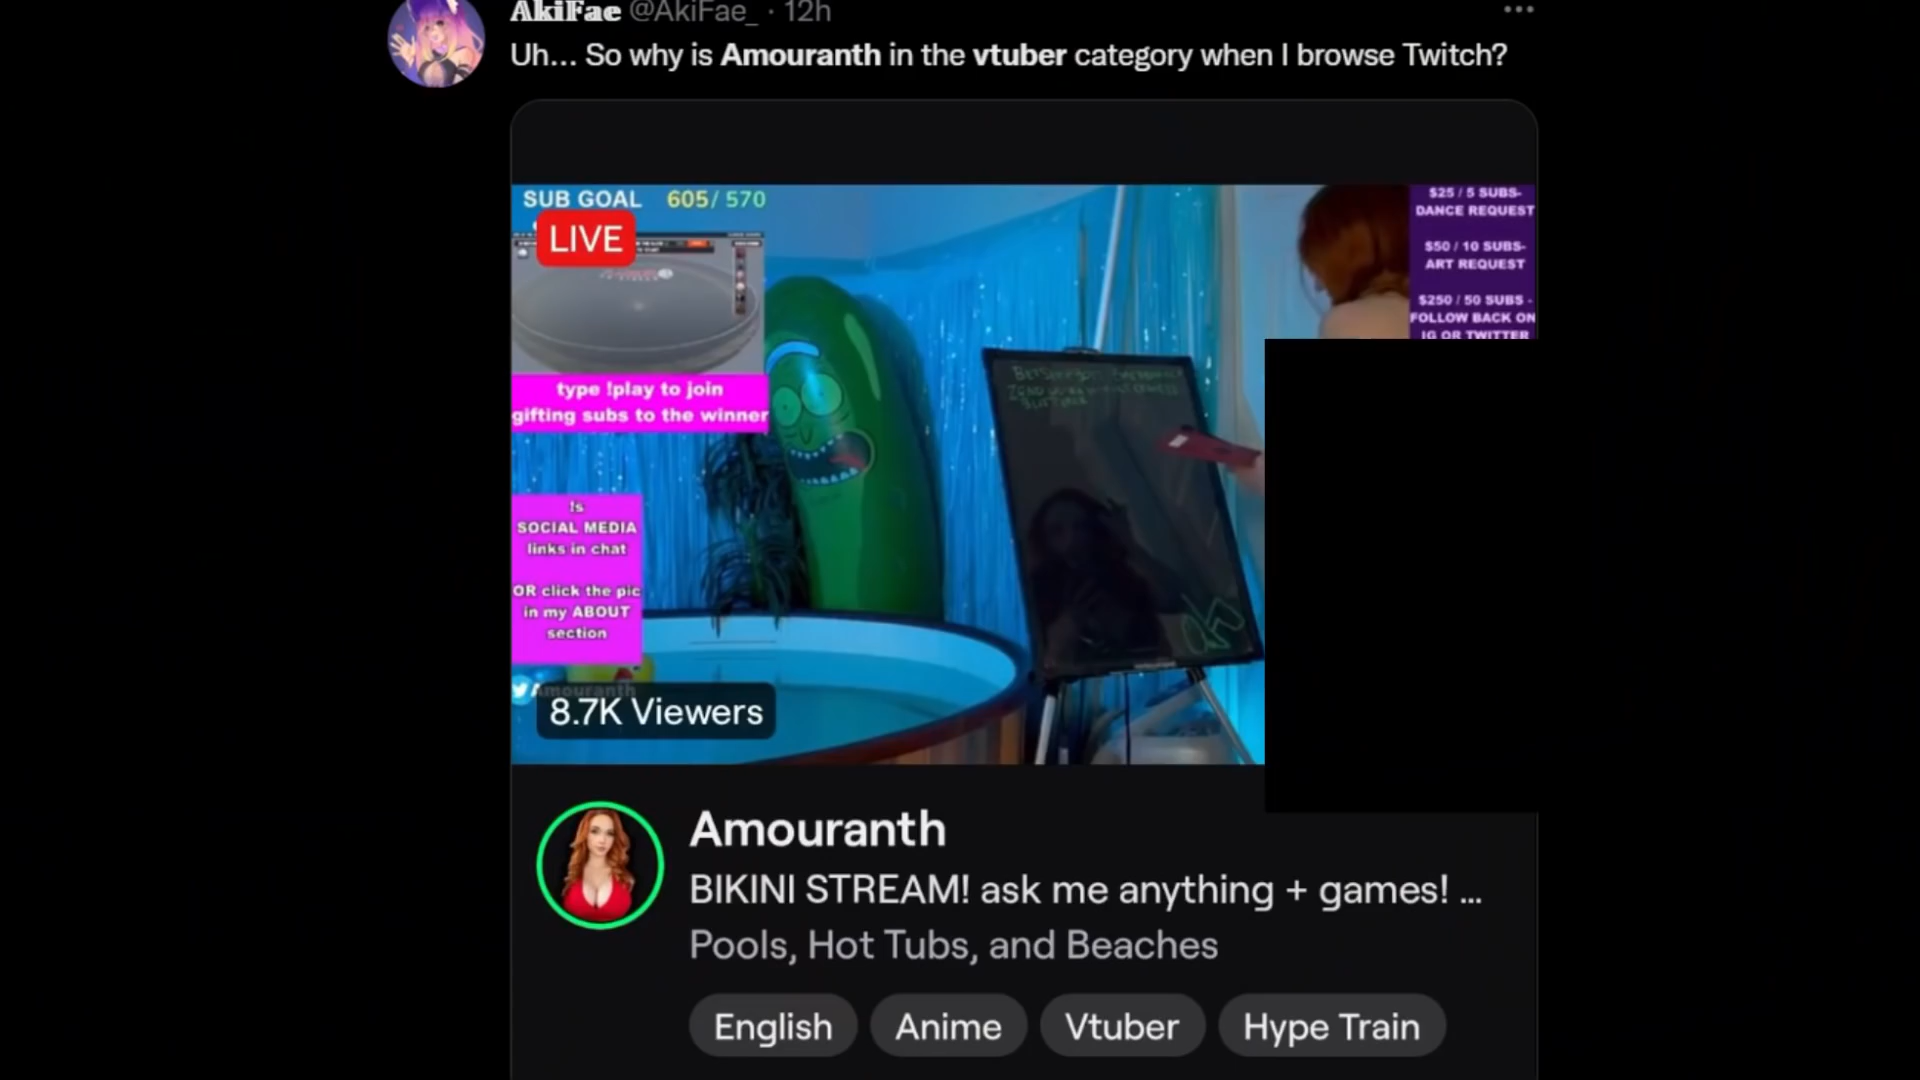 AkiFae @AkiFae_ · 12h
Uh... So why is Amouranth in the vtuber category when I browse Twitch?
SUB GOAL 605/ 570
LIVE
type !play to join
gifting subs to the winner
!s
SOCIAL MEDIA
links in chat
OR click the pic
in my ABOUT
section
Amouranth
8.7K Viewers
$25 / 5 SUBS-
DANCE REQUEST
$50 / 10 SUBS-
ART REQUEST
$250 / 50 SUBS -
FOLLOW BACK ON
IG OR TWITTER
Amouranth
BIKINI STREAM! ask me anything + games! ...
Pools, Hot Tubs, and Beaches
English
Anime
Vtuber
Hype Train